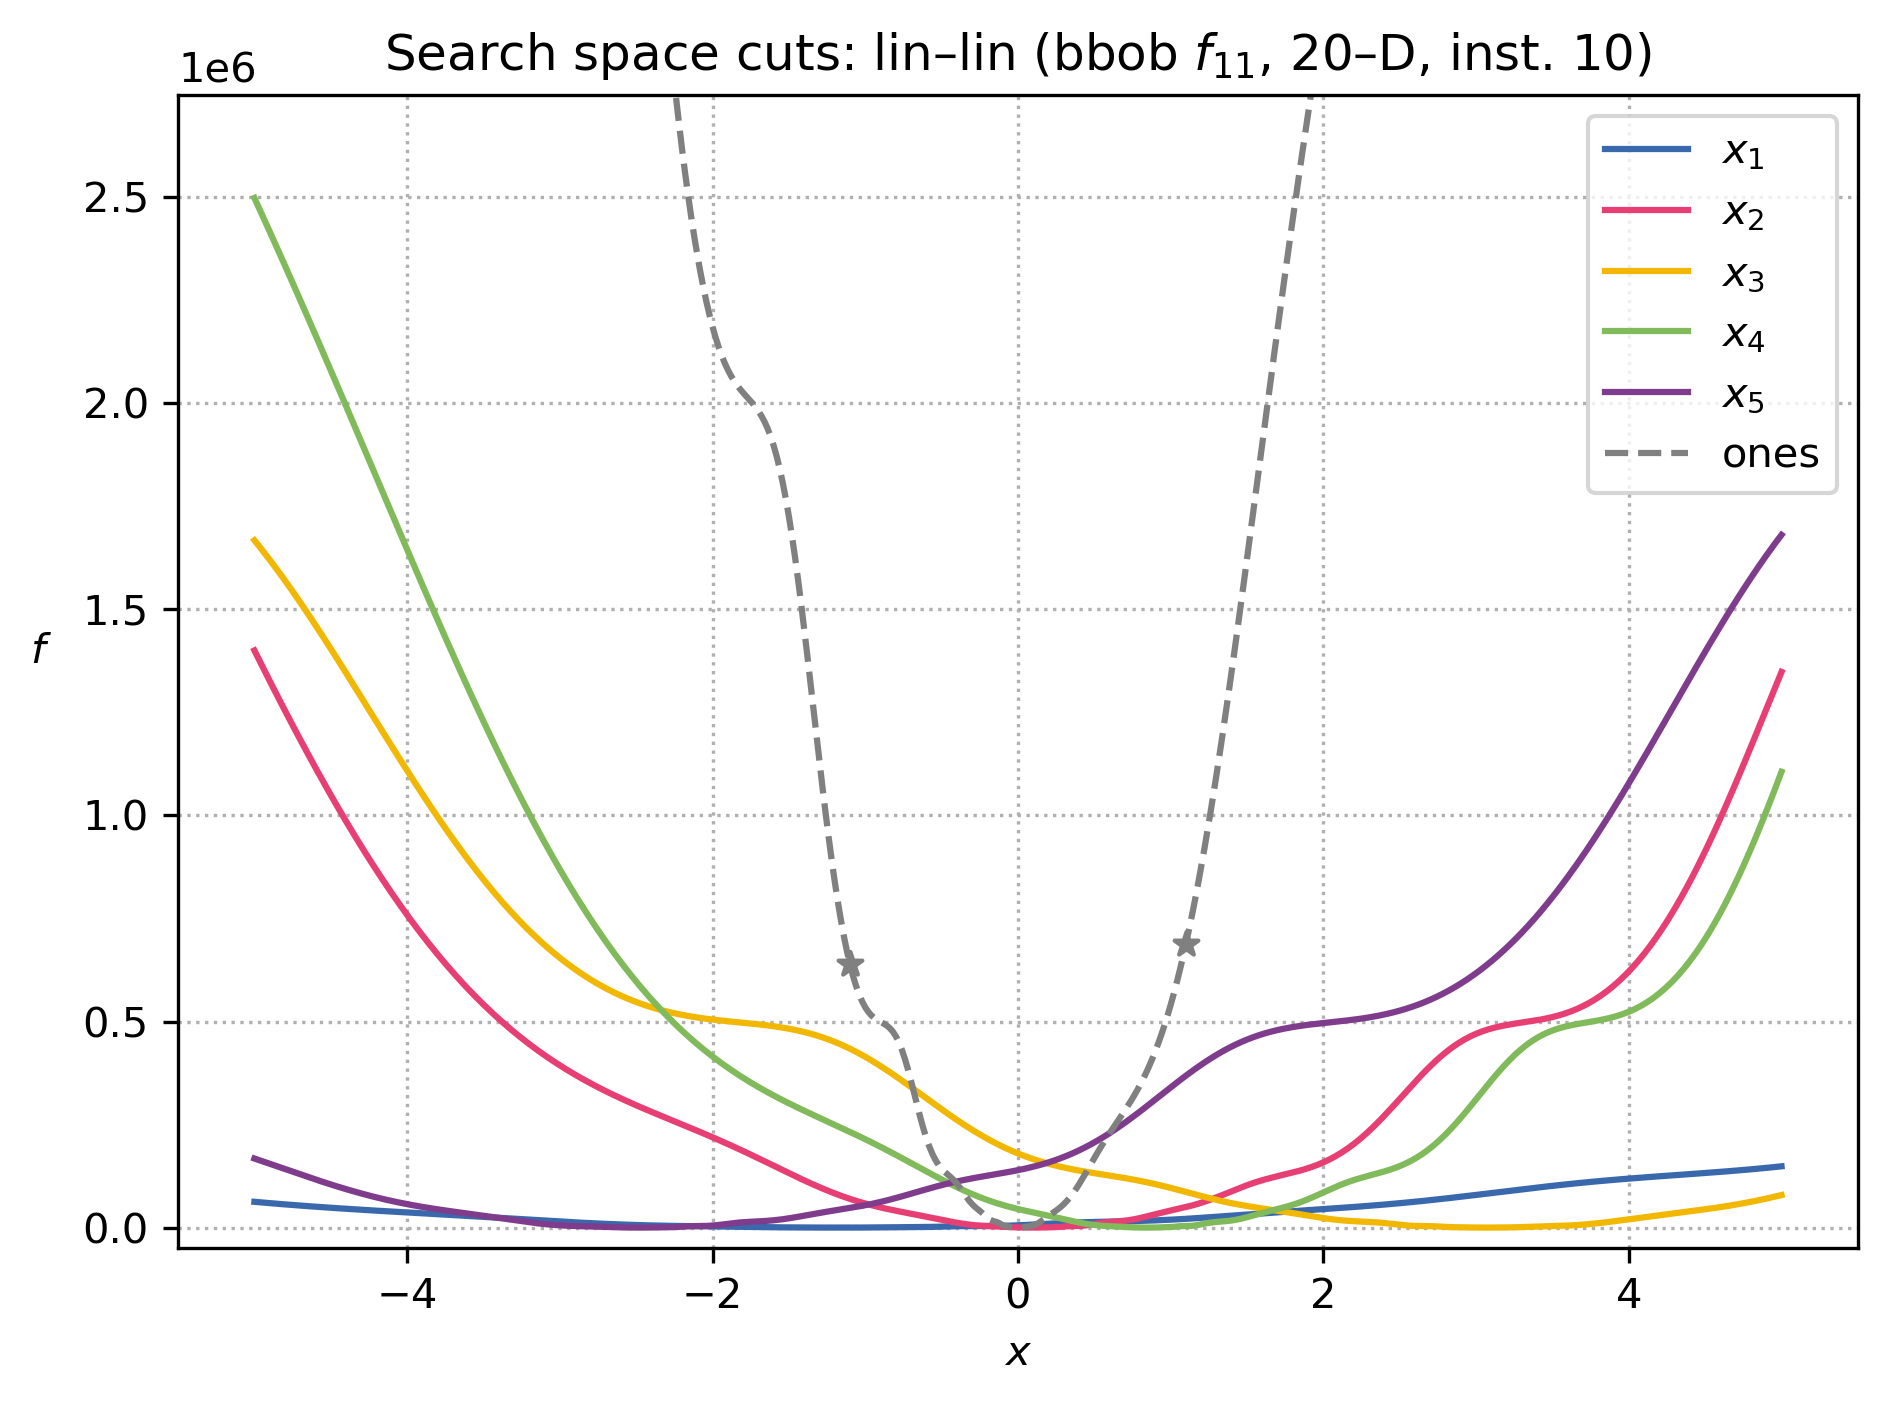 Search space cuts: lin–lin (bbob f11, 20–D, inst. 10)
1e6
x1
x2
x3
x4
x5
ones
2.5
2.0
1.5
1.0
0.5
0.0
f
−4 −2 0 2 4
x